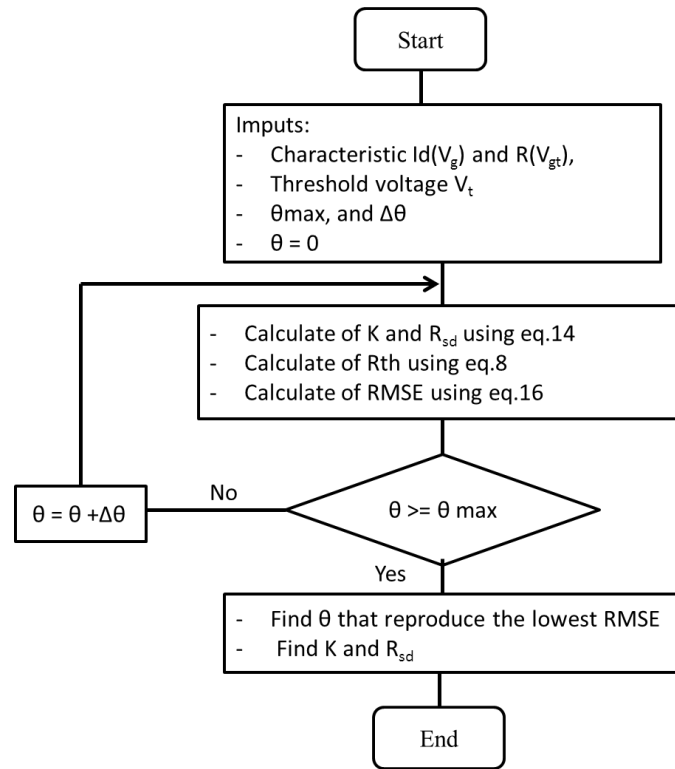 Start
Imputs:
- Characteristic Id(Vg) and R(Vgt),
- Threshold voltage Vt
- θmax, and Δθ
- θ = 0
- Calculate of K and Rsd using eq.14
- Calculate of Rth using eq.8
- Calculate of RMSE using eq.16
No
θ = θ +Δθ
θ >= θ max
Yes
- Find θ that reproduce the lowest RMSE
- Find K and Rsd
End